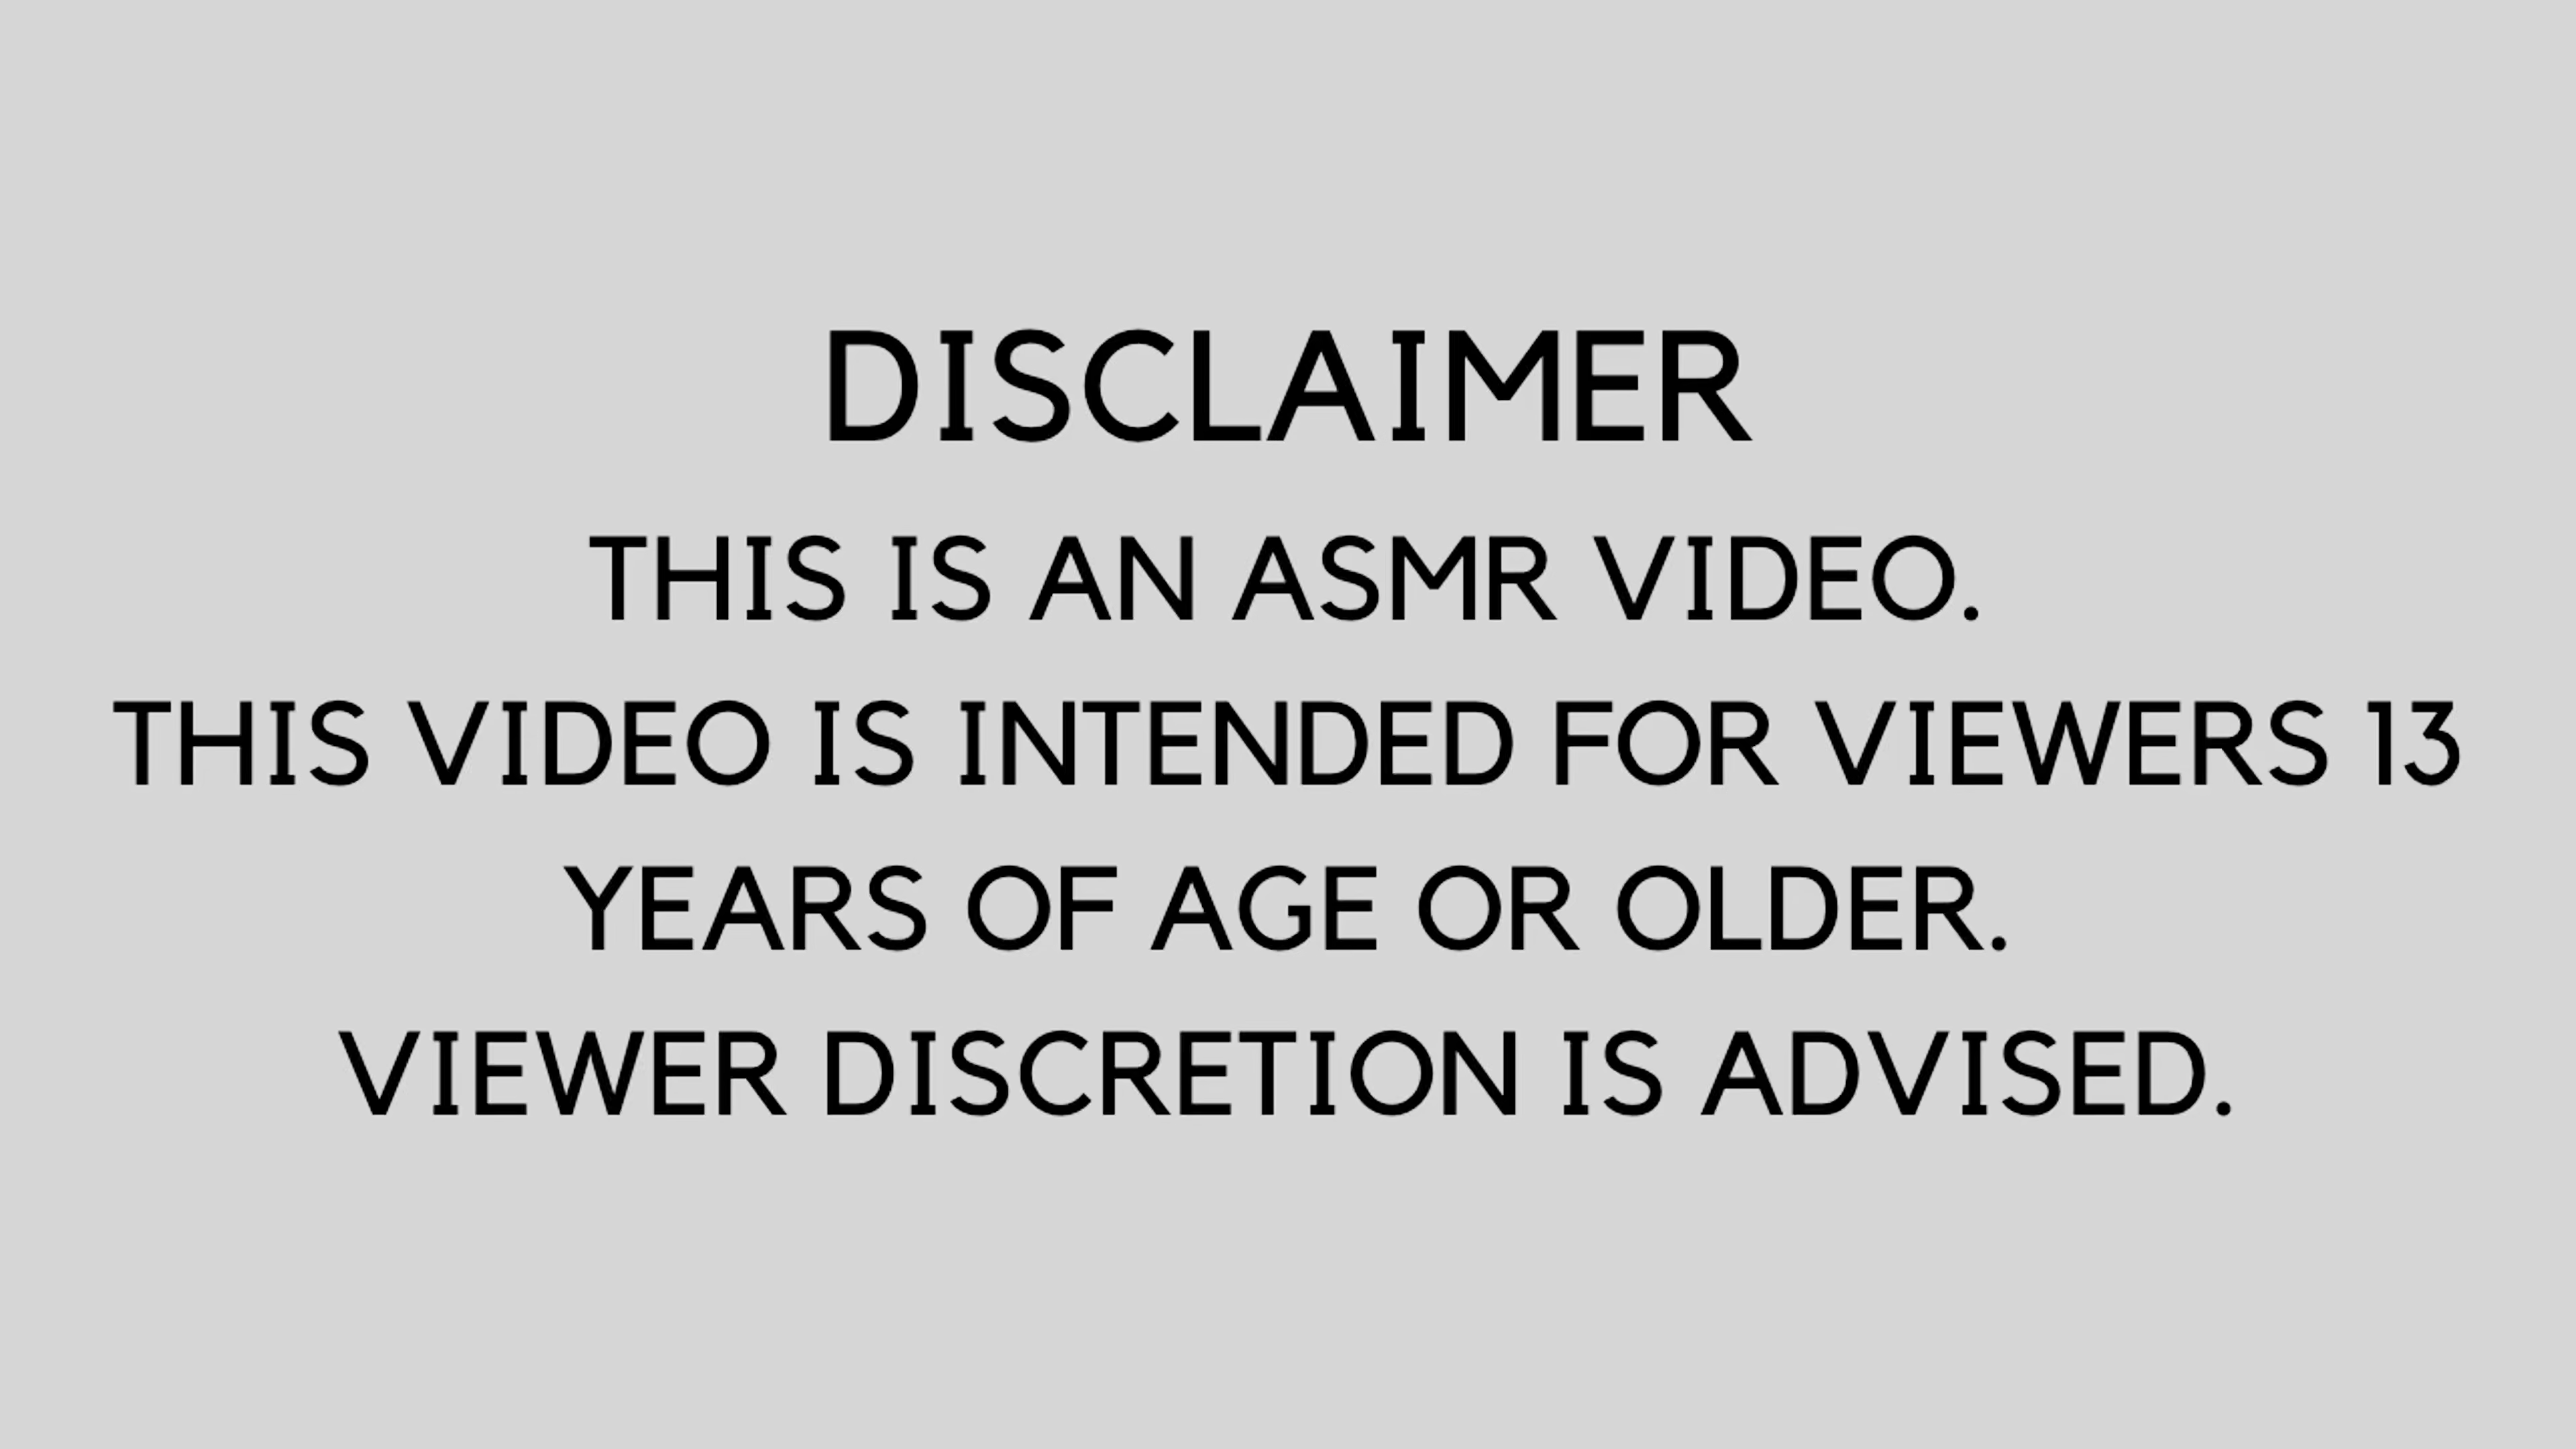 DISCLAIMER
THIS IS AN ASMR VIDEO.
THIS VIDEO IS INTENDED FOR VIEWERS 13
YEARS OF AGE OR OLDER.
VIEWER DISCRETION IS ADVISED.